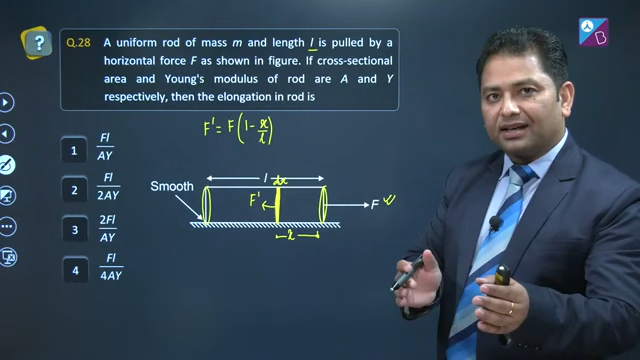 ?
Q.28 A uniform rod of mass m and length l is pulled by a
horizontal force F as shown in figure. If cross-sectional
area and Young's modulus of rod are A and Y
respectively, then the elongation in rod is
F' = F(1 - x/l)
1 Fl/AY
2 Fl/2AY
3 2Fl/AY
4 Fl/4AY
l
dx
Smooth
F'
F
x
A
B